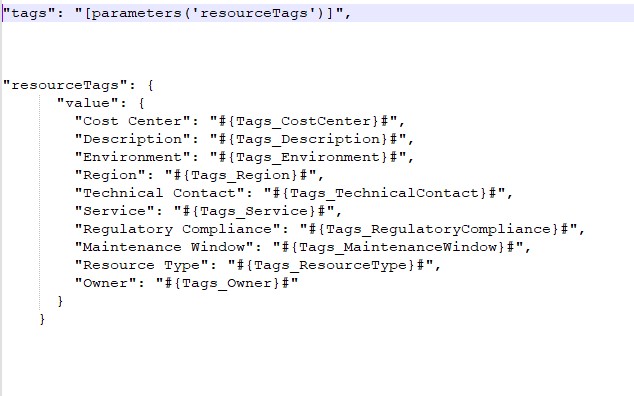 "tags": "[parameters('resourceTags')]",
"resourceTags": {
"value": {
"Cost Center": "#{Tags_CostCenter}#",
"Description": "#{Tags_Description}#",
"Environment": "#{Tags_Environment}#",
"Region": "#{Tags_Region}#",
"Technical Contact": "#{Tags_TechnicalContact}#",
"Service": "#{Tags_Service}#",
"Regulatory Compliance": "#{Tags_RegulatoryCompliance}#",
"Maintenance Window": "#{Tags_MaintenanceWindow}#",
"Resource Type": "#{Tags_ResourceType}#",
"Owner": "#{Tags_Owner}#"
}
}